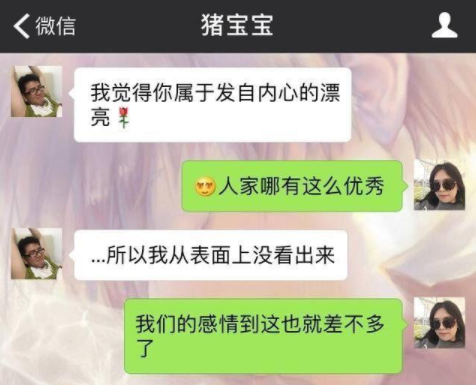 微信
猪宝宝
我觉得你属于发自内心的漂
亮🌹
😍人家哪有这么优秀
...所以我从表面上没看出来
我们的感情到这也就差不多
了